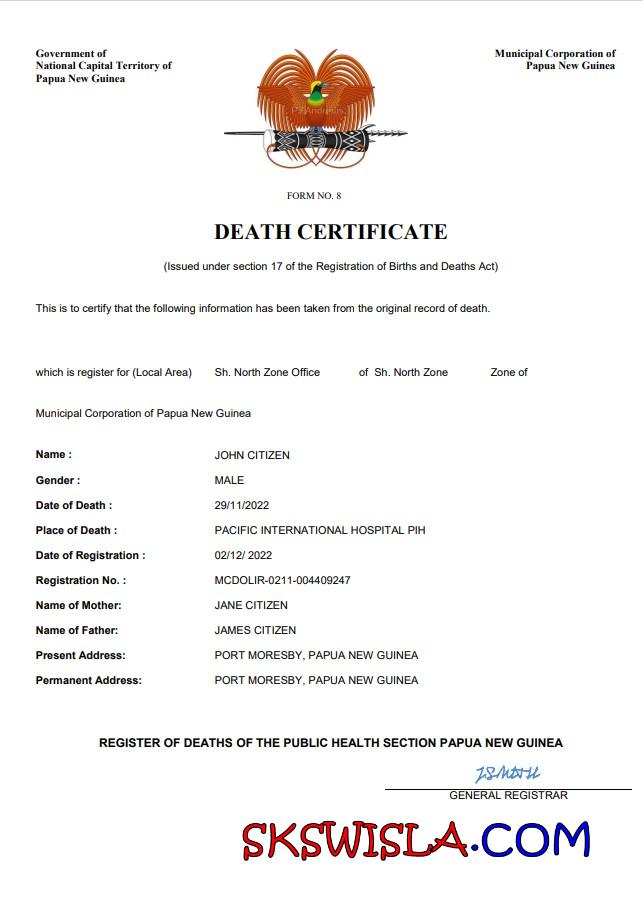 Government of
National Capital Territory of
Papua New Guinea
Municipal Corporation of
Papua New Guinea
FORM NO. 8
DEATH CERTIFICATE
(Issued under section 17 of the Registration of Births and Deaths Act)
This is to certify that the following information has been taken from the original record of death.
which is register for (Local Area) Sh. North Zone Office of Sh. North Zone Zone of
Municipal Corporation of Papua New Guinea
Name : JOHN CITIZEN
Gender : MALE
Date of Death : 29/11/2022
Place of Death : PACIFIC INTERNATIONAL HOSPITAL PIH
Date of Registration : 02/12/ 2022
Registration No. : MCDOLIR-0211-004409247
Name of Mother: JANE CITIZEN
Name of Father: JAMES CITIZEN
Present Address: PORT MORESBY, PAPUA NEW GUINEA
Permanent Address: PORT MORESBY, PAPUA NEW GUINEA
REGISTER OF DEATHS OF THE PUBLIC HEALTH SECTION PAPUA NEW GUINEA
GENERAL REGISTRAR
SKSWISLA.COM